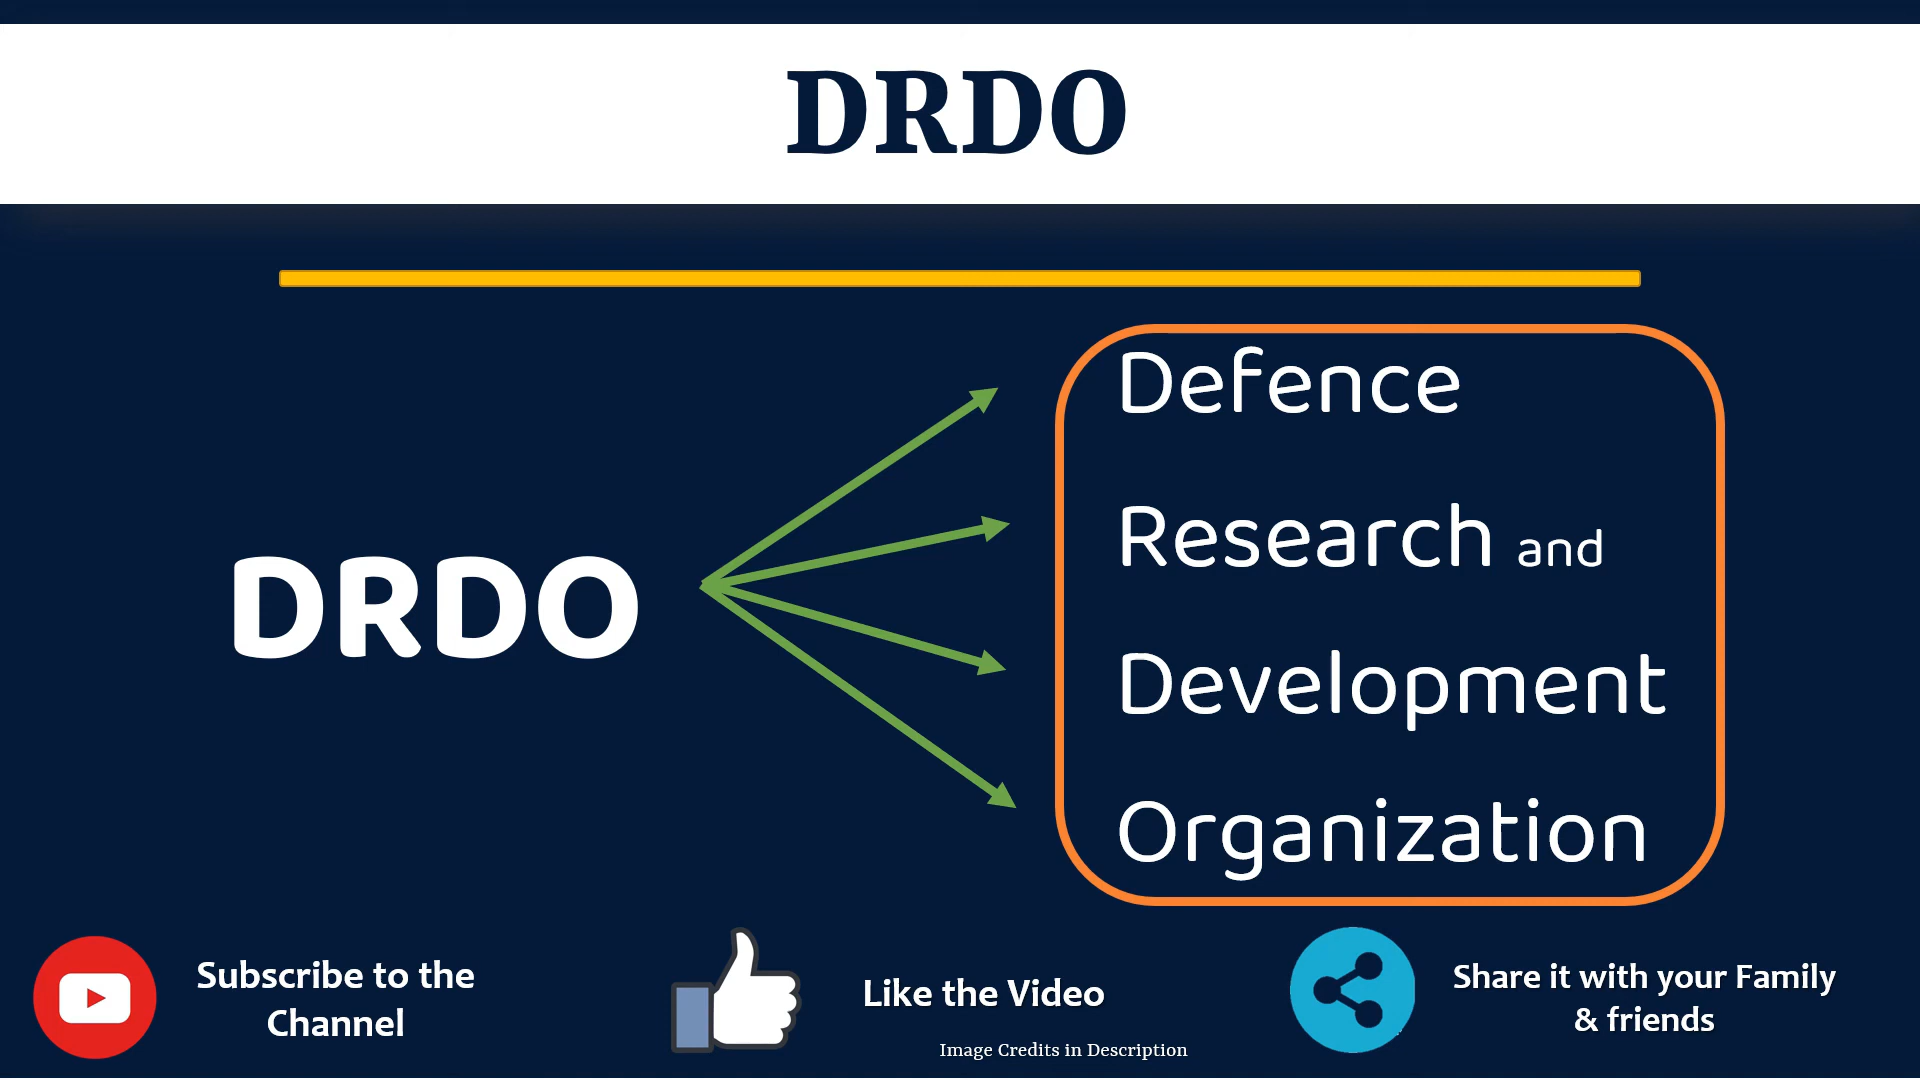 DRDO
DRDO
Defence
Research and
Development
Organization
Subscribe to the
Channel
Like the Video
Share it with your Family
& friends
Image Credits in Description